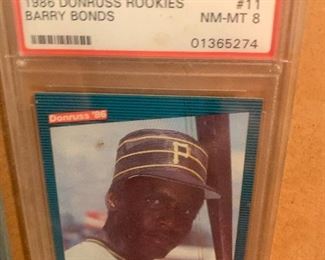 1986 DONRUSS ROOKIES #11
BARRY BONDS NM-MT 8
01365274
Donruss '86
P